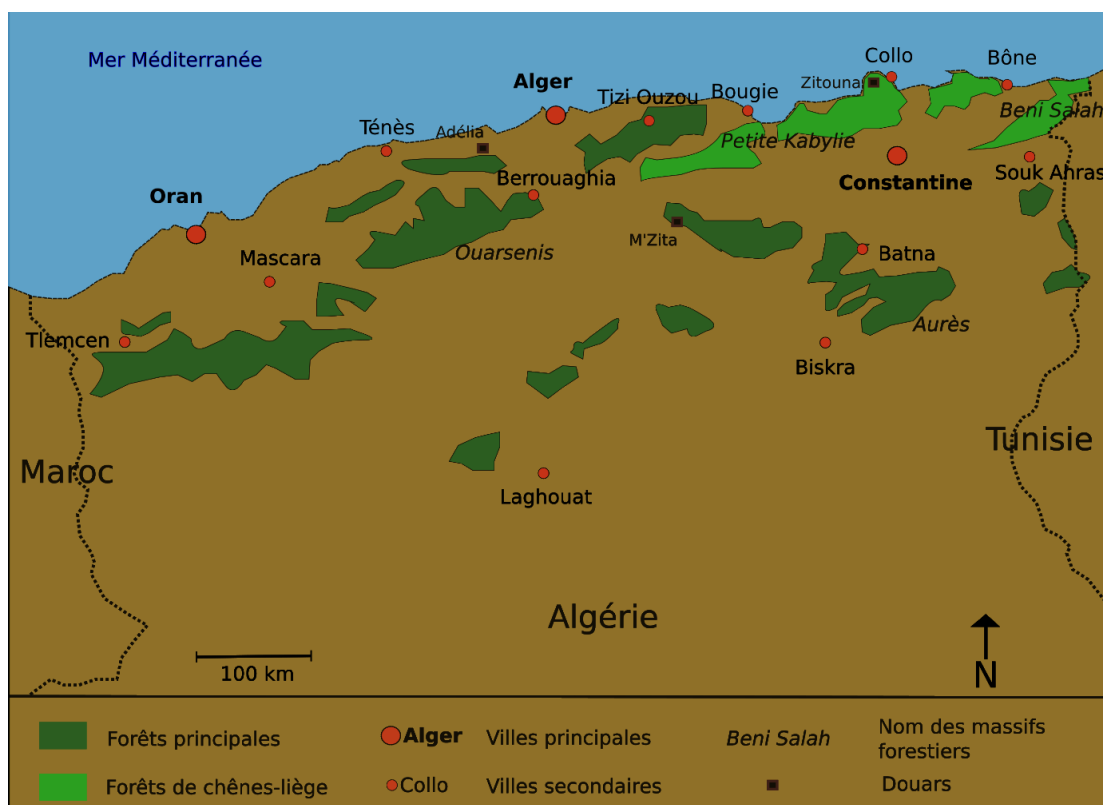 Mer Méditerranée
Collo
Bône
Zitouna
Alger
Bougie
Tizi Ouzou
Beni Salah
Ténès
Adélia
Petite Kabylie
Berrouaghia
Constantine
Souk Ahras
Oran
Ouarsenis
M'Zita
Batna
Mascara
Aurès
Tlemcen
Biskra
Tunisie
Maroc
Laghouat
Algérie
100 km
N
Forêts principales
Alger
Villes principales
Beni Salah
Nom des massifs
forestiers
Forêts de chênes-liège
Collo
Villes secondaires
Douars